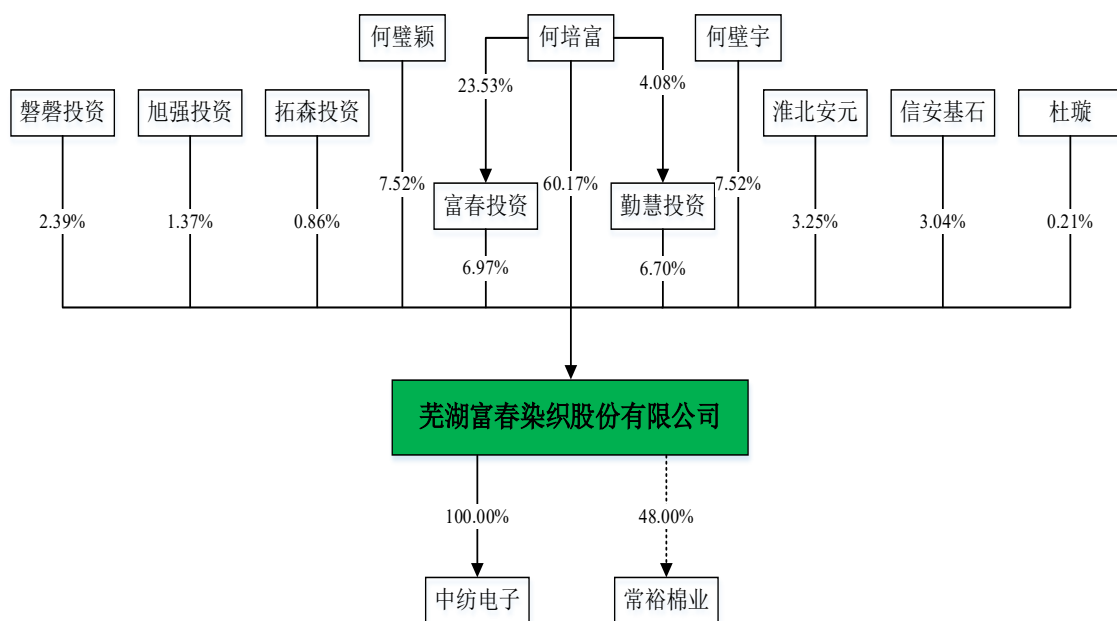 何璧颖
何培富
何壁宇
23.53%
4.08%
磐磬投资
旭强投资
拓森投资
淮北安元
信安基石
杜璇
7.52%
60.17%
7.52%
富春投资
勤慧投资
2.39%
1.37%
0.86%
3.25%
3.04%
0.21%
6.97%
6.70%
芜湖富春染织股份有限公司
100.00%
48.00%
中纺电子
常裕棉业